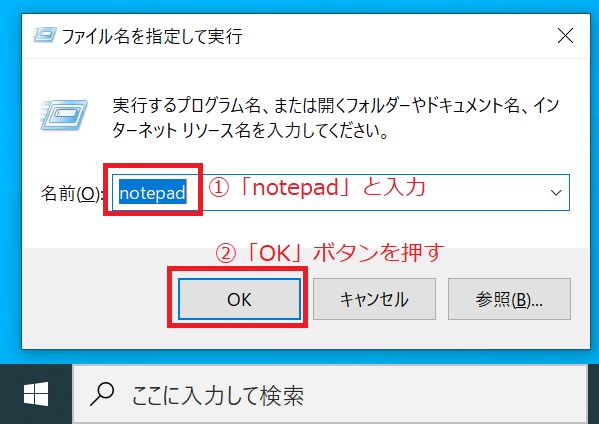 ファイル名を指定して実行
実行するプログラム名、または開くフォルダーやドキュメント名、イン
ターネット リソース名を入力してください。
名前(O): notepad ①「notepad」と入力
②「OK」ボタンを押す
OK キャンセル 参照(B)...
ここに入力して検索